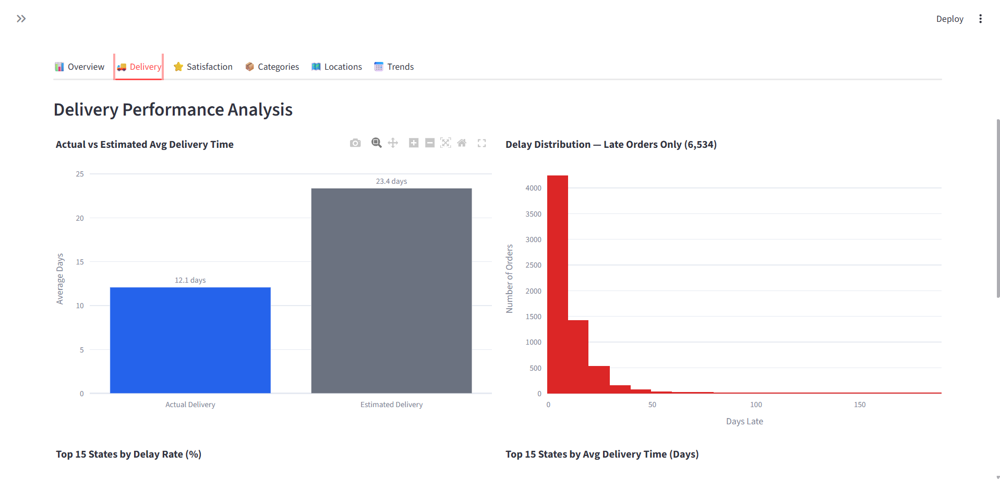 Deploy
Overview
Delivery
Satisfaction
Categories
Locations
Trends
Delivery Performance Analysis
Actual vs Estimated Avg Delivery Time
25
20
15
10
5
0
Average Days
12.1 days
23.4 days
Actual Delivery
Estimated Delivery
Delay Distribution — Late Orders Only (6,534)
4000
3500
3000
2500
2000
1500
1000
500
0
Number of Orders
0
50
100
150
Days Late
Top 15 States by Delay Rate (%)
Top 15 States by Avg Delivery Time (Days)